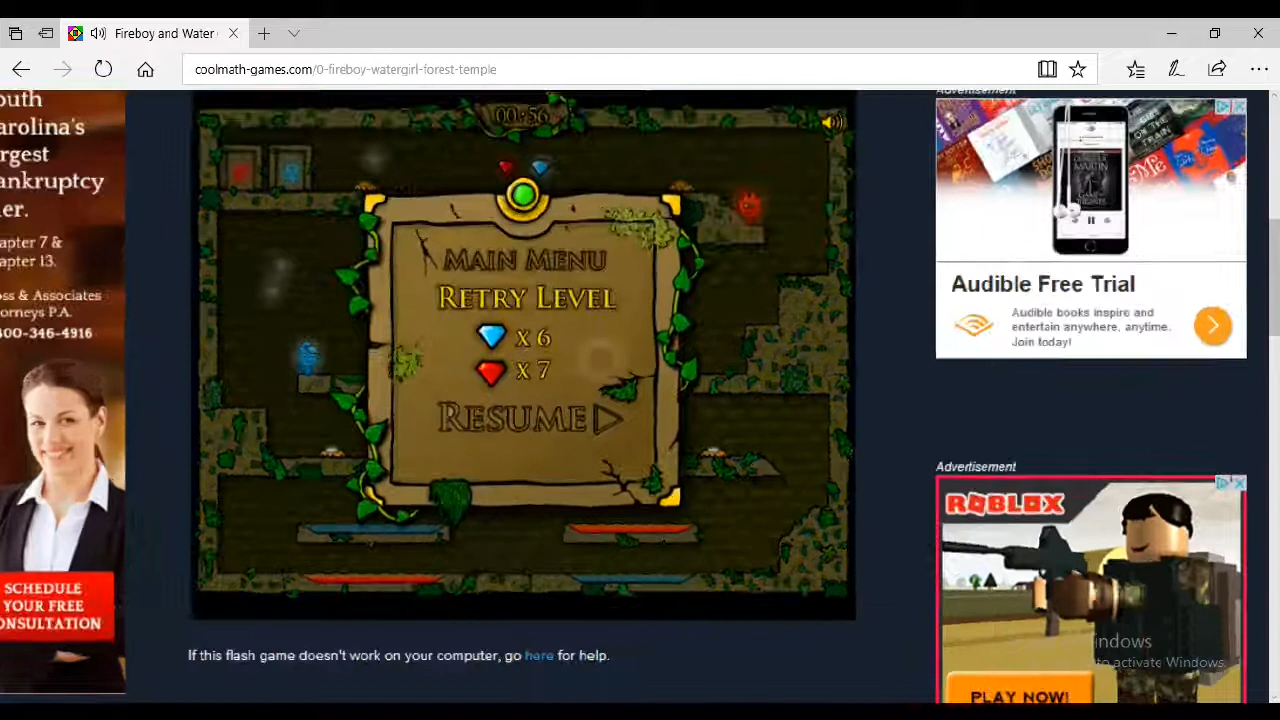 Fireboy and Water
coolmath-games.com/0-fireboy-watergirl-forest-temple
outh
arolina's
rgest
ankruptcy
er.
apter 7 &
apter 13.
ss & Associates
orneys P.A.
00-346-4916
SCHEDULE
YOUR FREE
ONSULTATION
00:56
MAIN MENU
RETRY LEVEL
x 6
x 7
RESUME
If this flash game doesn't work on your computer, go here for help.
Advertisement
Audible Free Trial
Audible books inspire and
entertain anywhere, anytime.
Join today!
Advertisement
ROBLOX
indows
to activate Windows.
PLAY NOW!